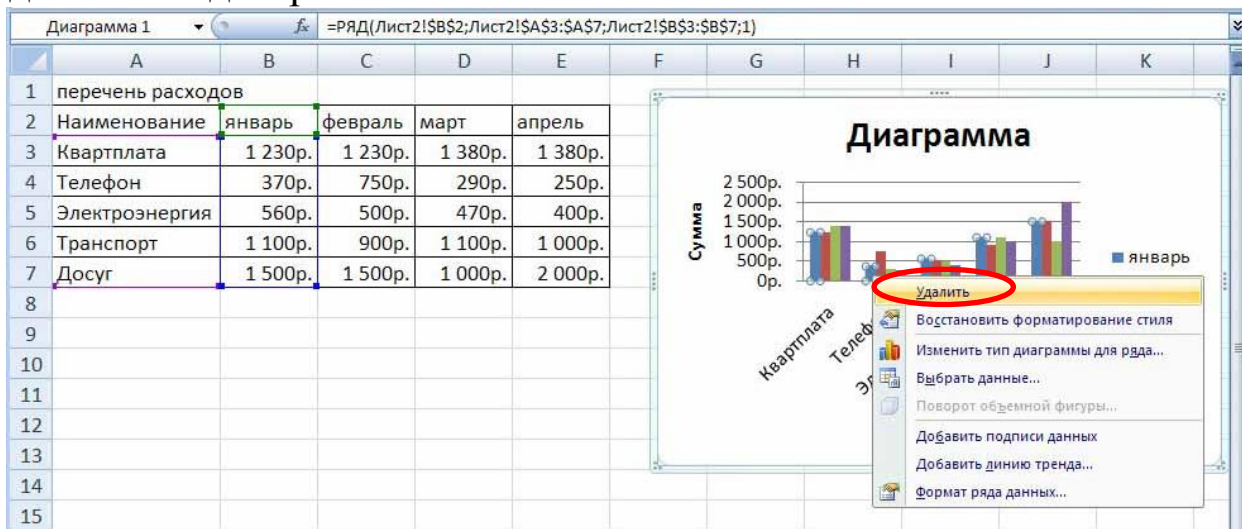 Диаграмма 1 fx =РЯД(Лист2!$B$2;Лист2!$A$3:$A$7;Лист2!$B$3:$B$7;1)
A B C D E F G H I J K
1 перечень расходов
2 Наименование январь февраль март апрель
3 Квартплата 1 230р. 1 230р. 1 380р. 1 380р.
4 Телефон 370р. 750р. 290р. 250р.
5 Электроэнергия 560р. 500р. 470р. 400р.
6 Транспорт 1 100р. 900р. 1 100р. 1 000р.
7 Досуг 1 500р. 1 500р. 1 000р. 2 000р.
8
9
10
11
12
13
14
15
Диаграмма
Сумма
2 500р.
2 000р.
1 500р.
1 000р.
500р.
0р.
Квартплата
январь
Удалить
Восстановить форматирование стиля
Изменить тип диаграммы для ряда...
Выбрать данные...
Поворот объемной фигуры...
Добавить подписи данных
Добавить линию тренда...
Формат ряда данных...